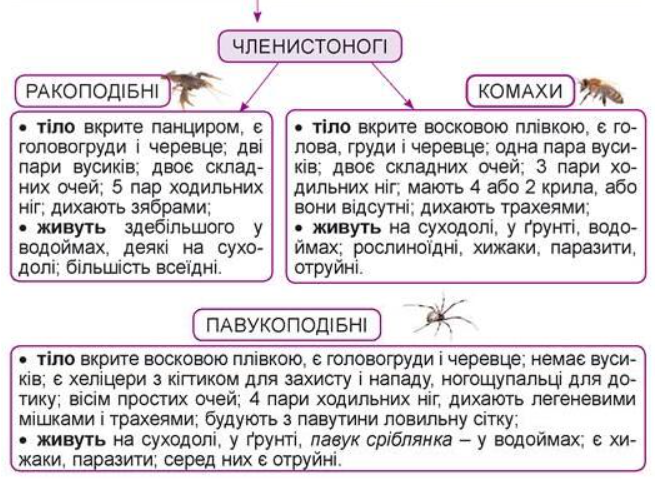 ЧЛЕНИСТОНОГІ
РАКОПОДІБНІ
• тіло вкрите панциром, є
головогруди і черевце; дві
пари вусиків; двоє склад-
них очей; 5 пар ходильних
ніг; дихають зябрами;
• живуть здебільшого у
водоймах, деякі на сухо-
долі; більшість всеїдні.
КОМАХИ
• тіло вкрите восковою плівкою, є го-
лова, груди і черевце; одна пара вуси-
ків; двоє складних очей; 3 пари хо-
дильних ніг; мають 4 або 2 крила, або
вони відсутні; дихають трахеями;
• живуть на суходолі, у ґрунті, водо-
ймах; рослиноїдні, хижаки, паразити,
отруйні.
ПАВУКОПОДІБНІ
• тіло вкрите восковою плівкою, є головогруди і черевце; немає вуси-
ків; є хеліцери з кігтиком для захисту і нападу, ногощупальці для до-
тику; вісім простих очей; 4 пари ходильних ніг, дихають легеневими
мішками і трахеями; будують з павутини ловильну сітку;
• живуть на суходолі, у ґрунті, павук сріблянка – у водоймах; є хи-
жаки, паразити; серед них є отруйні.